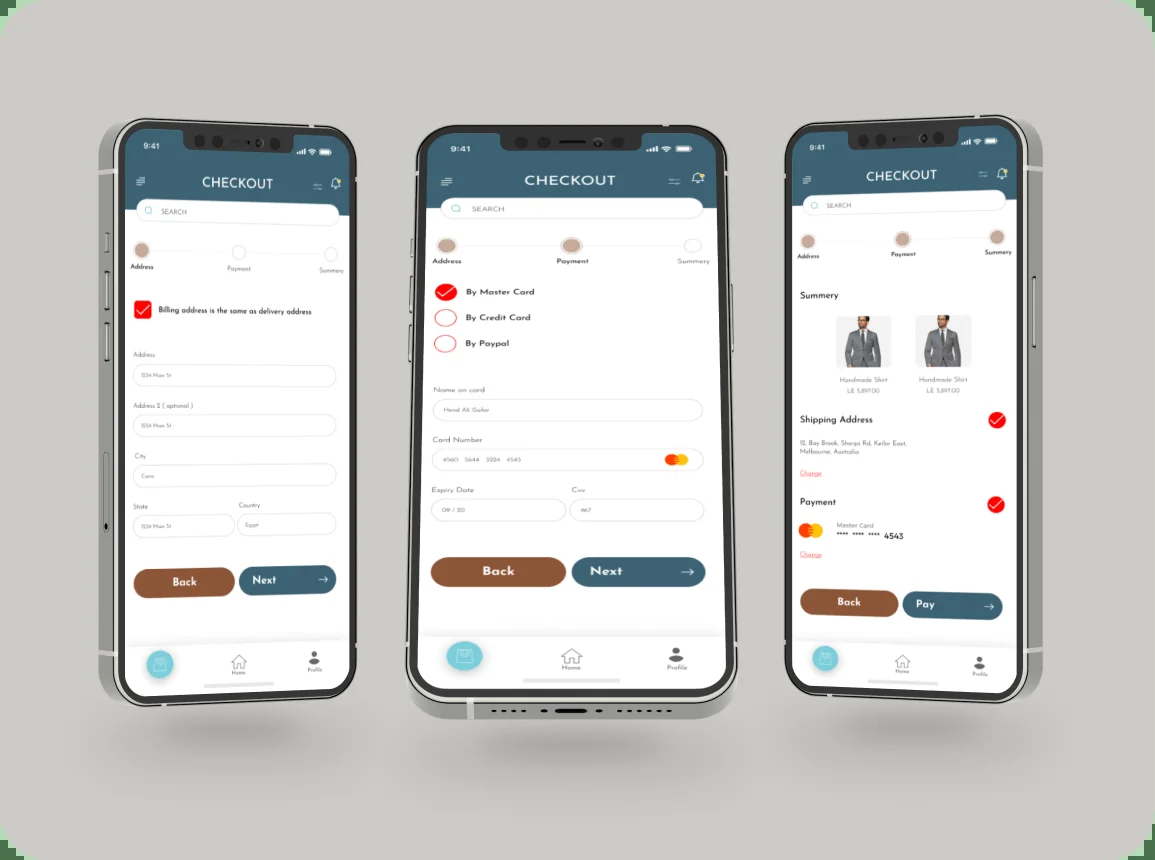 9:41
CHECKOUT
SEARCH
Address
Payment
Summery
Billing address is the same as delivery address
Address
1234 Main St
Address 2 ( optional )
1234 Main St
City
Cairo
State
Country
1234 Main St
Egypt
Back
Next
Home
Profile
9:41
CHECKOUT
SEARCH
Address
Payment
Summery
By Master Card
By Credit Card
By Paypal
Name on card
Hend Ali Gafar
Card Number
4560 5644 3224 4543
Expiry Date
Cvv
09 / 20
467
Back
Next
Home
Profile
9:41
CHECKOUT
SEARCH
Address
Payment
Summery
Summery
Handmade Shirt
Handmade Shirt
LE 5,897.00
LE 5,897.00
Shipping Address
12, Bay Brook, Sharps Rd, Keilor East,
Melbourne, Australia
Change
Payment
Master Card
**** **** **** 4543
Change
Back
Pay
Home
Profile